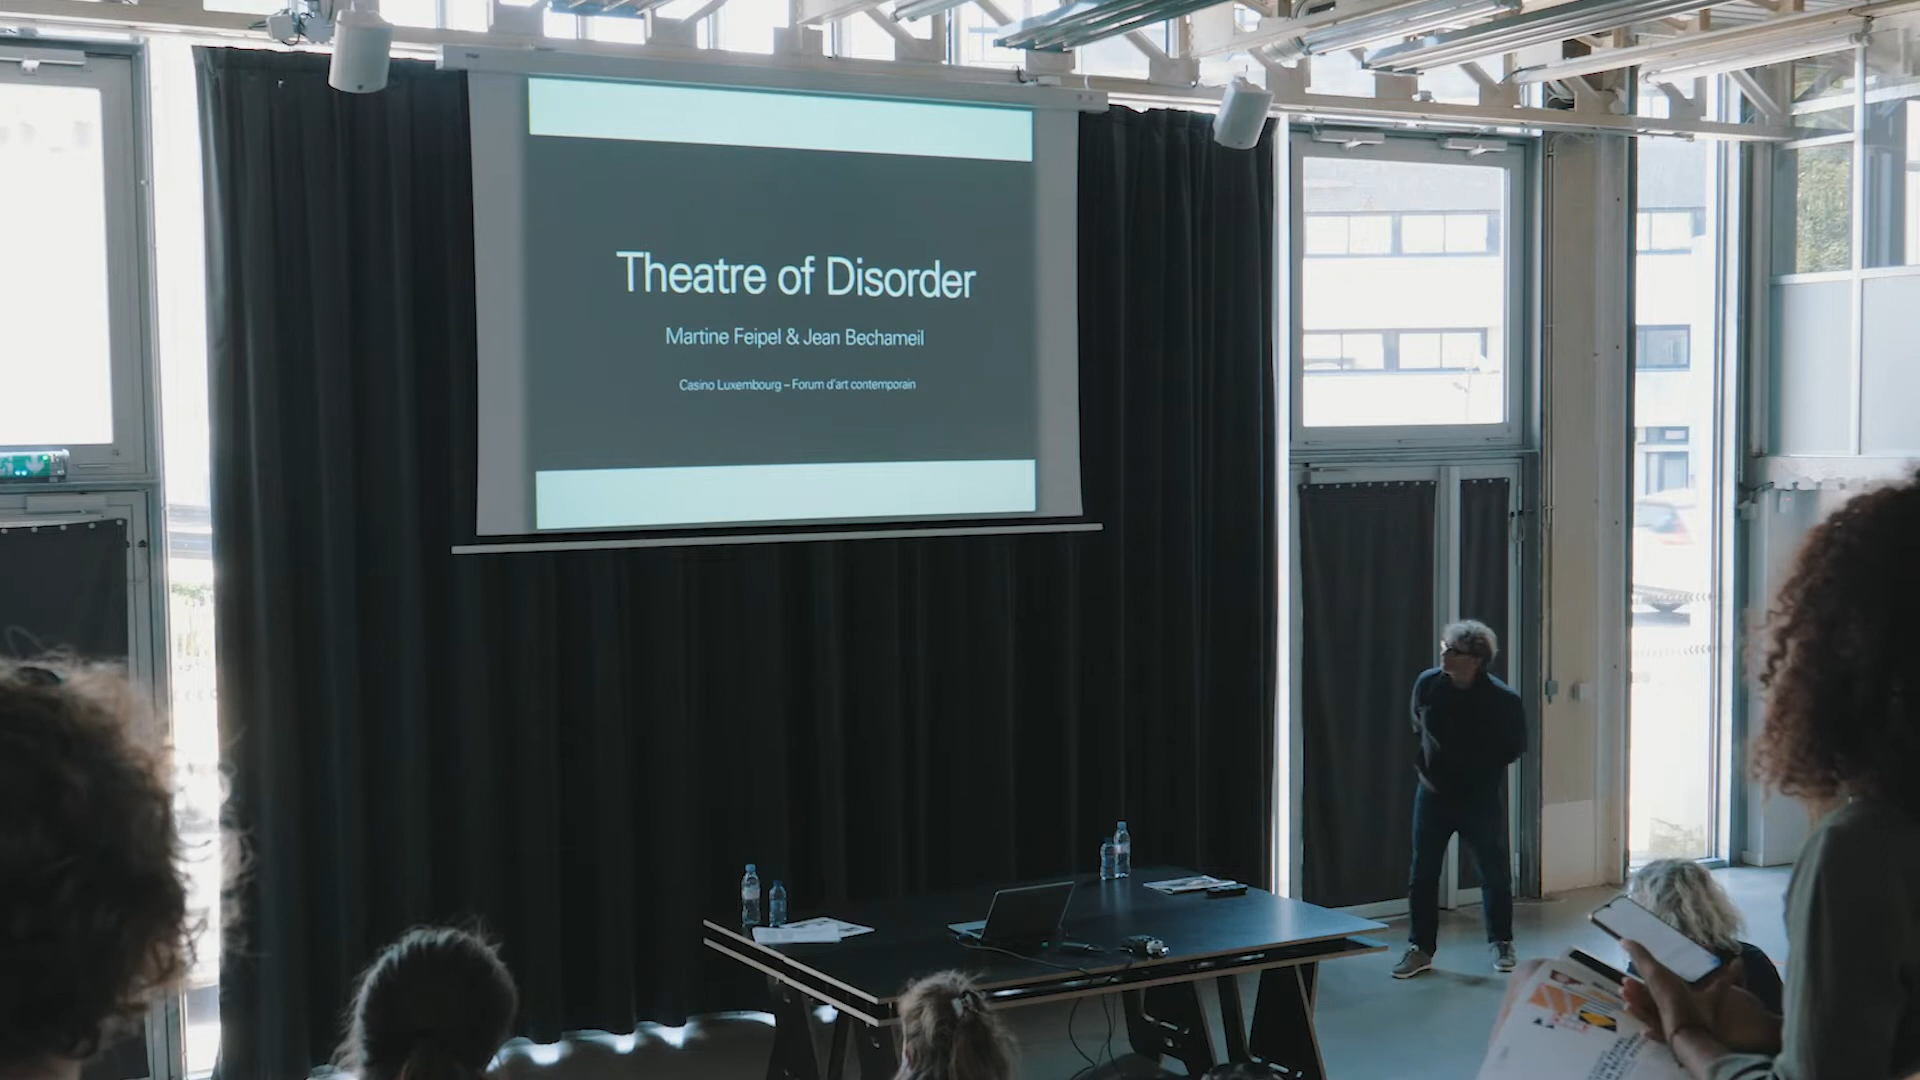 Theatre of Disorder
Martine Feipel & Jean Bechameil
Casino Luxembourg – Forum d'art contemporain